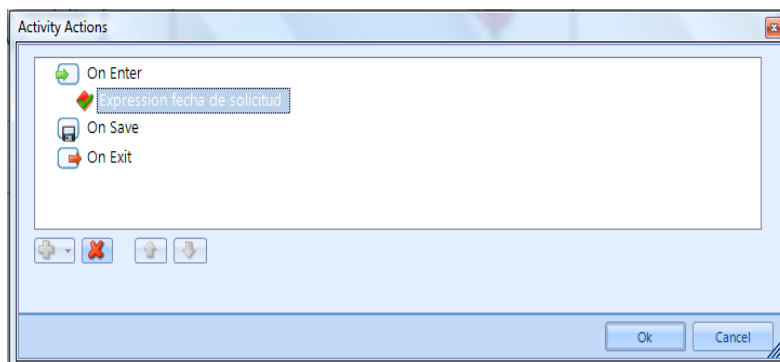 Activity Actions
On Enter
Expression fecha de solicitud
On Save
On Exit
Ok
Cancel